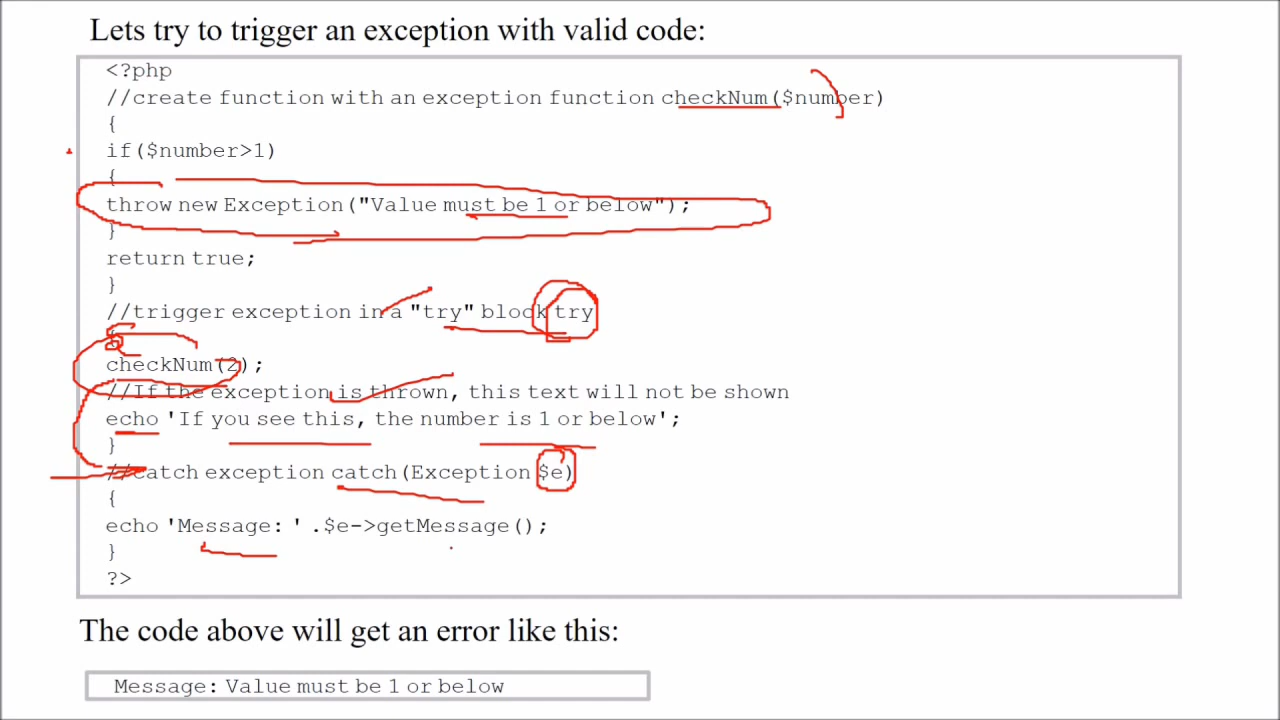 Lets try to trigger an exception with valid code:
<?php
//create function with an exception function checkNum($number)
{
if($number>1)
{
throw new Exception("Value must be 1 or below");
}
return true;
}
//trigger exception in a "try" block try
{
checkNum(2);
//If the exception is thrown, this text will not be shown
echo 'If you see this, the number is 1 or below';
}
//catch exception catch(Exception $e)
{
echo 'Message: ' .$e->getMessage();
}
?>
The code above will get an error like this:
Message: Value must be 1 or below